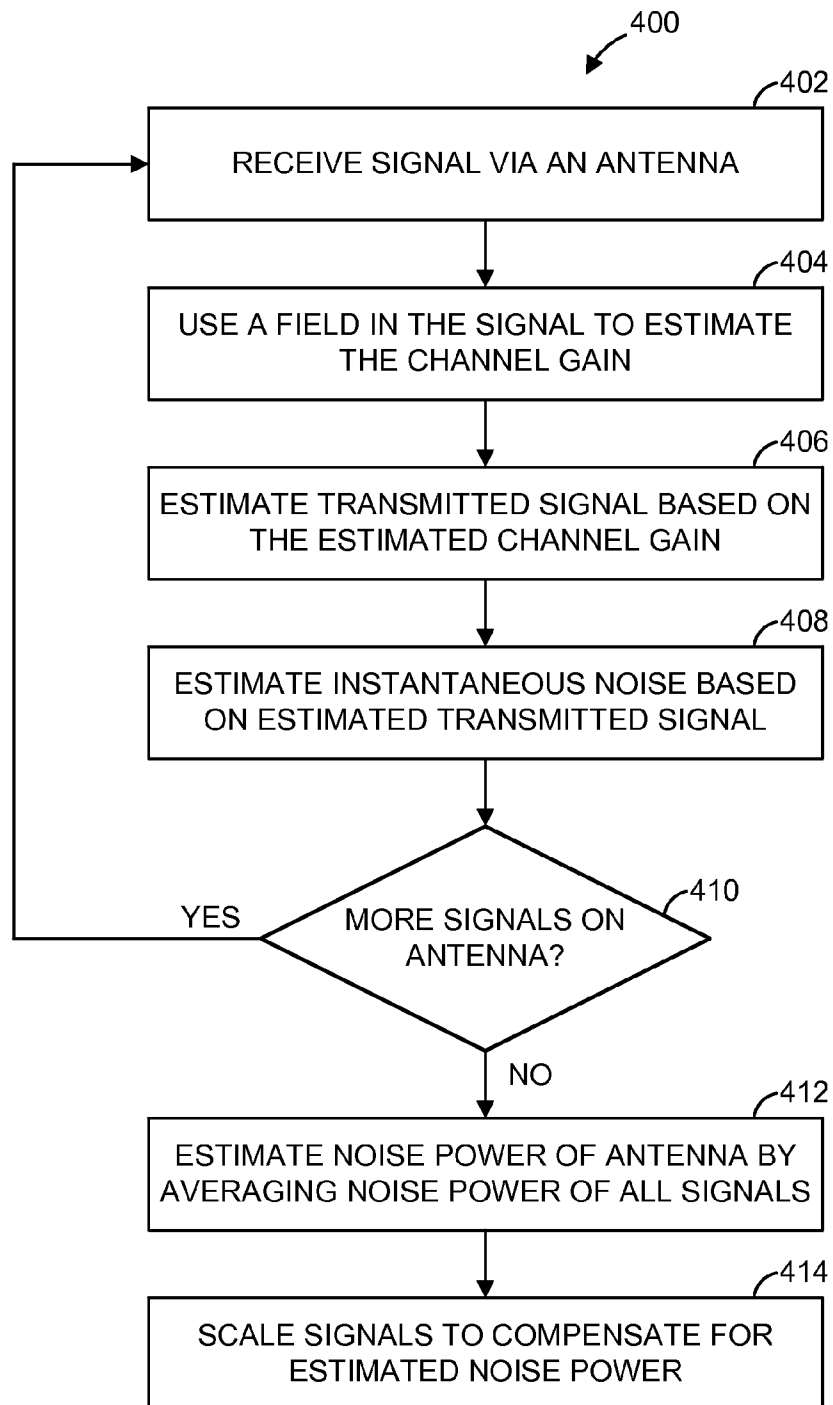 400
402
RECEIVE SIGNAL VIA AN ANTENNA
404
USE A FIELD IN THE SIGNAL TO ESTIMATE
THE CHANNEL GAIN
406
ESTIMATE TRANSMITTED SIGNAL BASED ON
THE ESTIMATED CHANNEL GAIN
408
ESTIMATE INSTANTANEOUS NOISE BASED
ON ESTIMATED TRANSMITTED SIGNAL
410
YES
MORE SIGNALS ON
ANTENNA?
NO
412
ESTIMATE NOISE POWER OF ANTENNA BY
AVERAGING NOISE POWER OF ALL SIGNALS
414
SCALE SIGNALS TO COMPENSATE FOR
ESTIMATED NOISE POWER